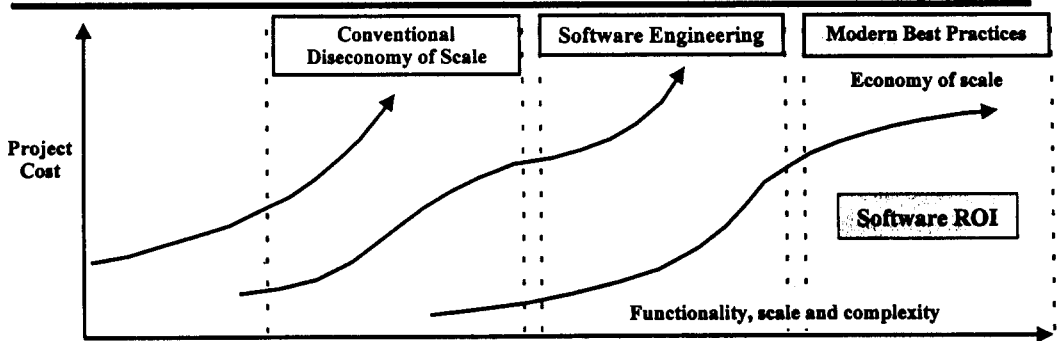 Conventional
Diseconomy of Scale
Software Engineering
Modern Best Practices
Economy of scale
Project
Cost
Software ROI
Functionality, scale and complexity